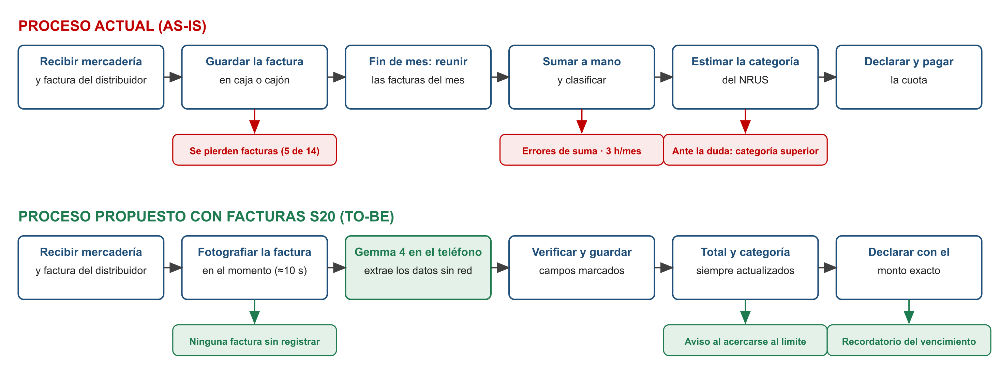 PROCESO ACTUAL (AS-IS)
Recibir mercadería
y factura del distribuidor
Guardar la factura
en caja o cajón
Fin de mes: reunir
las facturas del mes
Sumar a mano
y clasificar
Estimar la categoría
del NRUS
Declarar y pagar
la cuota
Se pierden facturas (5 de 14)
Errores de suma · 3 h/mes
Ante la duda: categoría superior
PROCESO PROPUESTO CON FACTURAS S20 (TO-BE)
Recibir mercadería
y factura del distribuidor
Fotografiar la factura
en el momento (≈10 s)
Gemma 4 en el teléfono
extrae los datos sin red
Verificar y guardar
campos marcados
Total y categoría
siempre actualizados
Declarar con el
monto exacto
Ninguna factura sin registrar
Aviso al acercarse al límite
Recordatorio del vencimiento